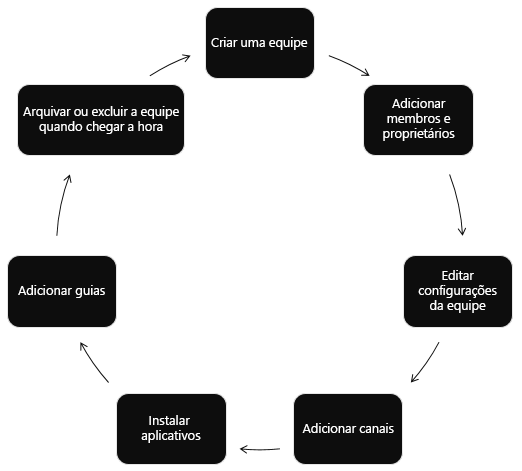 Criar uma equipe
Adicionar
membros e
proprietários
Editar
configurações
da equipe
Adicionar canais
Instalar
aplicativos
Adicionar guias
Arquivar ou excluir a equipe
quando chegar a hora